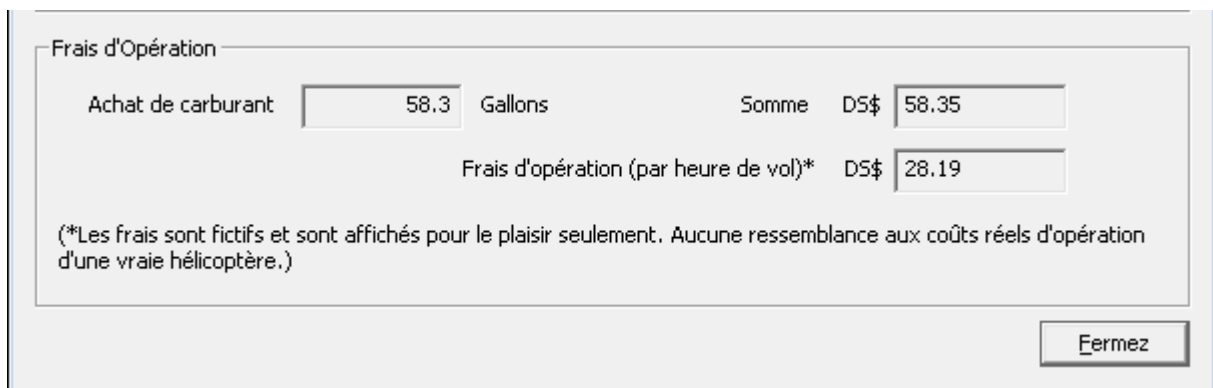 Frais d'Opération
Achat de carburant 58.3 Gallons Somme DS$ 58.35
Frais d'opération (par heure de vol)* DS$ 28.19
(*Les frais sont fictifs et sont affichés pour le plaisir seulement. Aucune ressemblance aux coûts réels d'opération
d'une vraie hélicoptère.)
Fermez